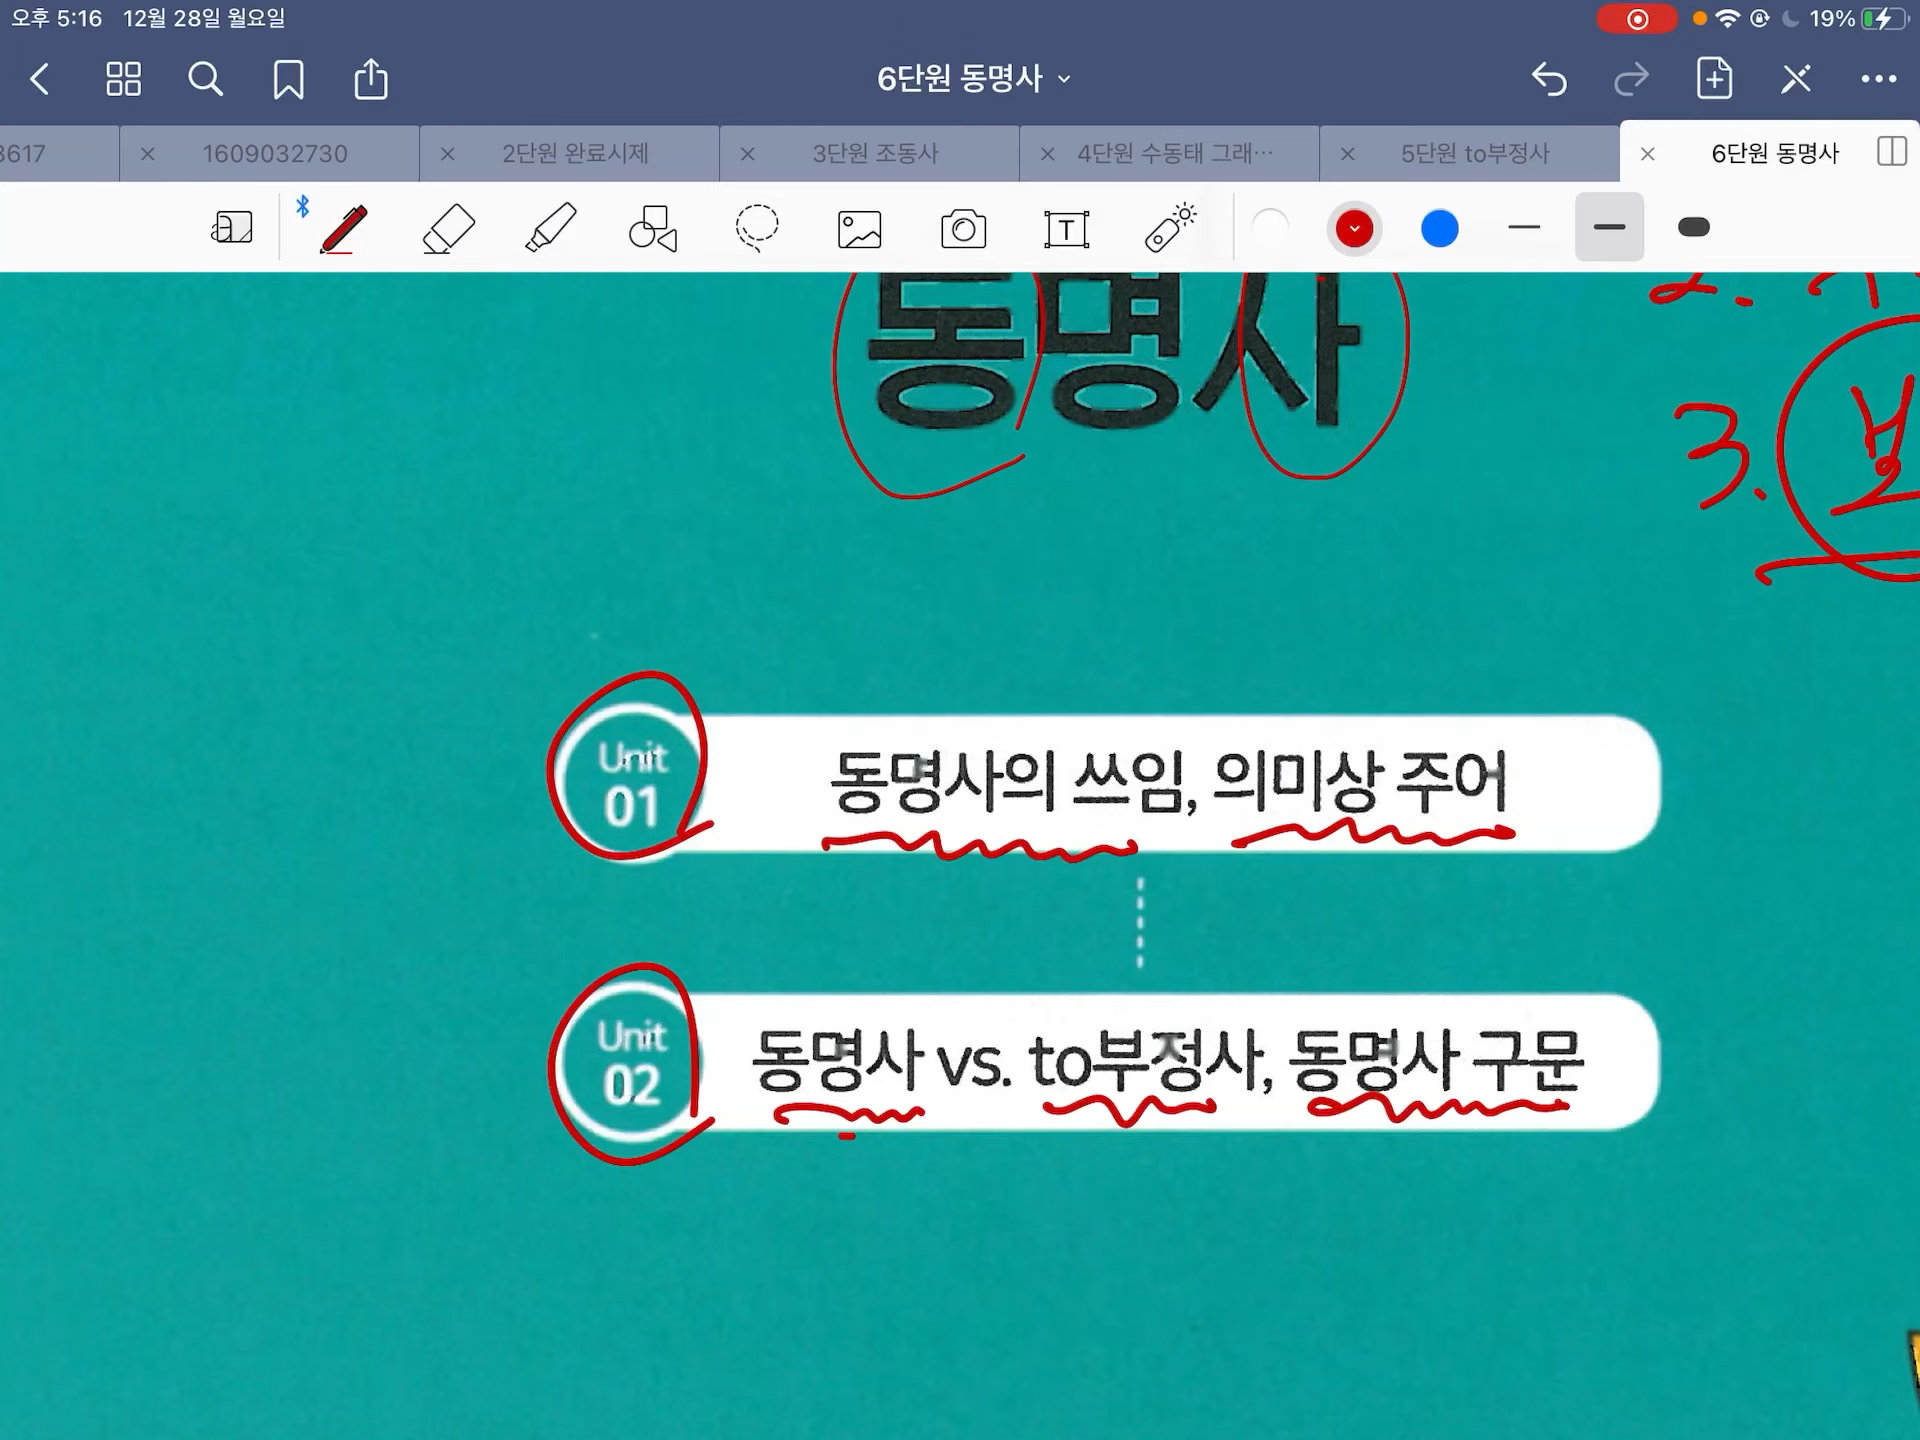 오후 5:16 12월 28일 월요일
19%
6단원 동명사
3617
1609032730
2단원 완료시제
3단원 조동사
4단원 수동태 그래…
5단원 to부정사
6단원 동명사
동명사
2.
3.
Unit
01
동명사의 쓰임, 의미상 주어
Unit
02
동명사 vs. to부정사, 동명사 구문